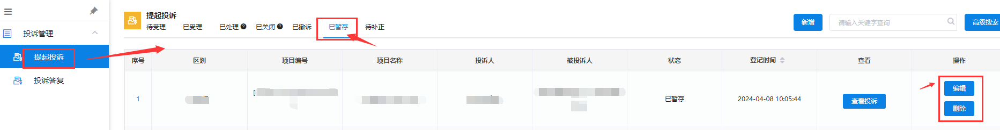 提起投诉
待受理 已受理 已处理 已关闭 已撤诉 已暂存 待补正
新增 请输入关键字查询 高级搜索
投诉管理
提起投诉
投诉答复
序号 区划 项目编号 项目名称 投诉人 被投诉人 状态 登记时间 查看 操作
1 已暂存 2024-04-08 10:05:44 查看投诉 编辑
删除